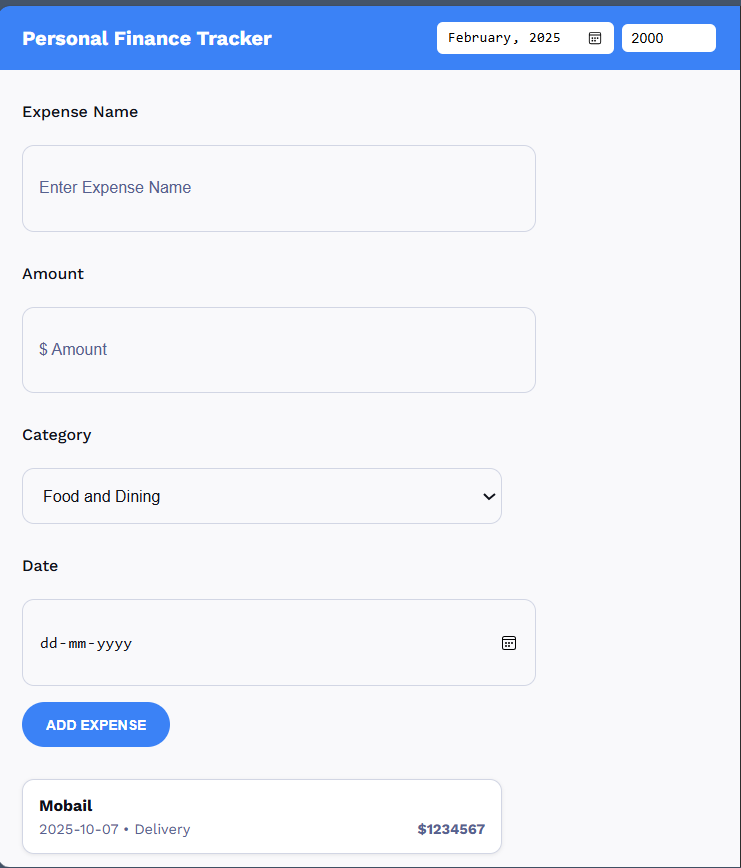 Personal Finance Tracker February, 2025 2000
Expense Name
Enter Expense Name
Amount
$ Amount
Category
Food and Dining
Date
dd-mm-yyyy
ADD EXPENSE
Mobail
2025-10-07 • Delivery $1234567